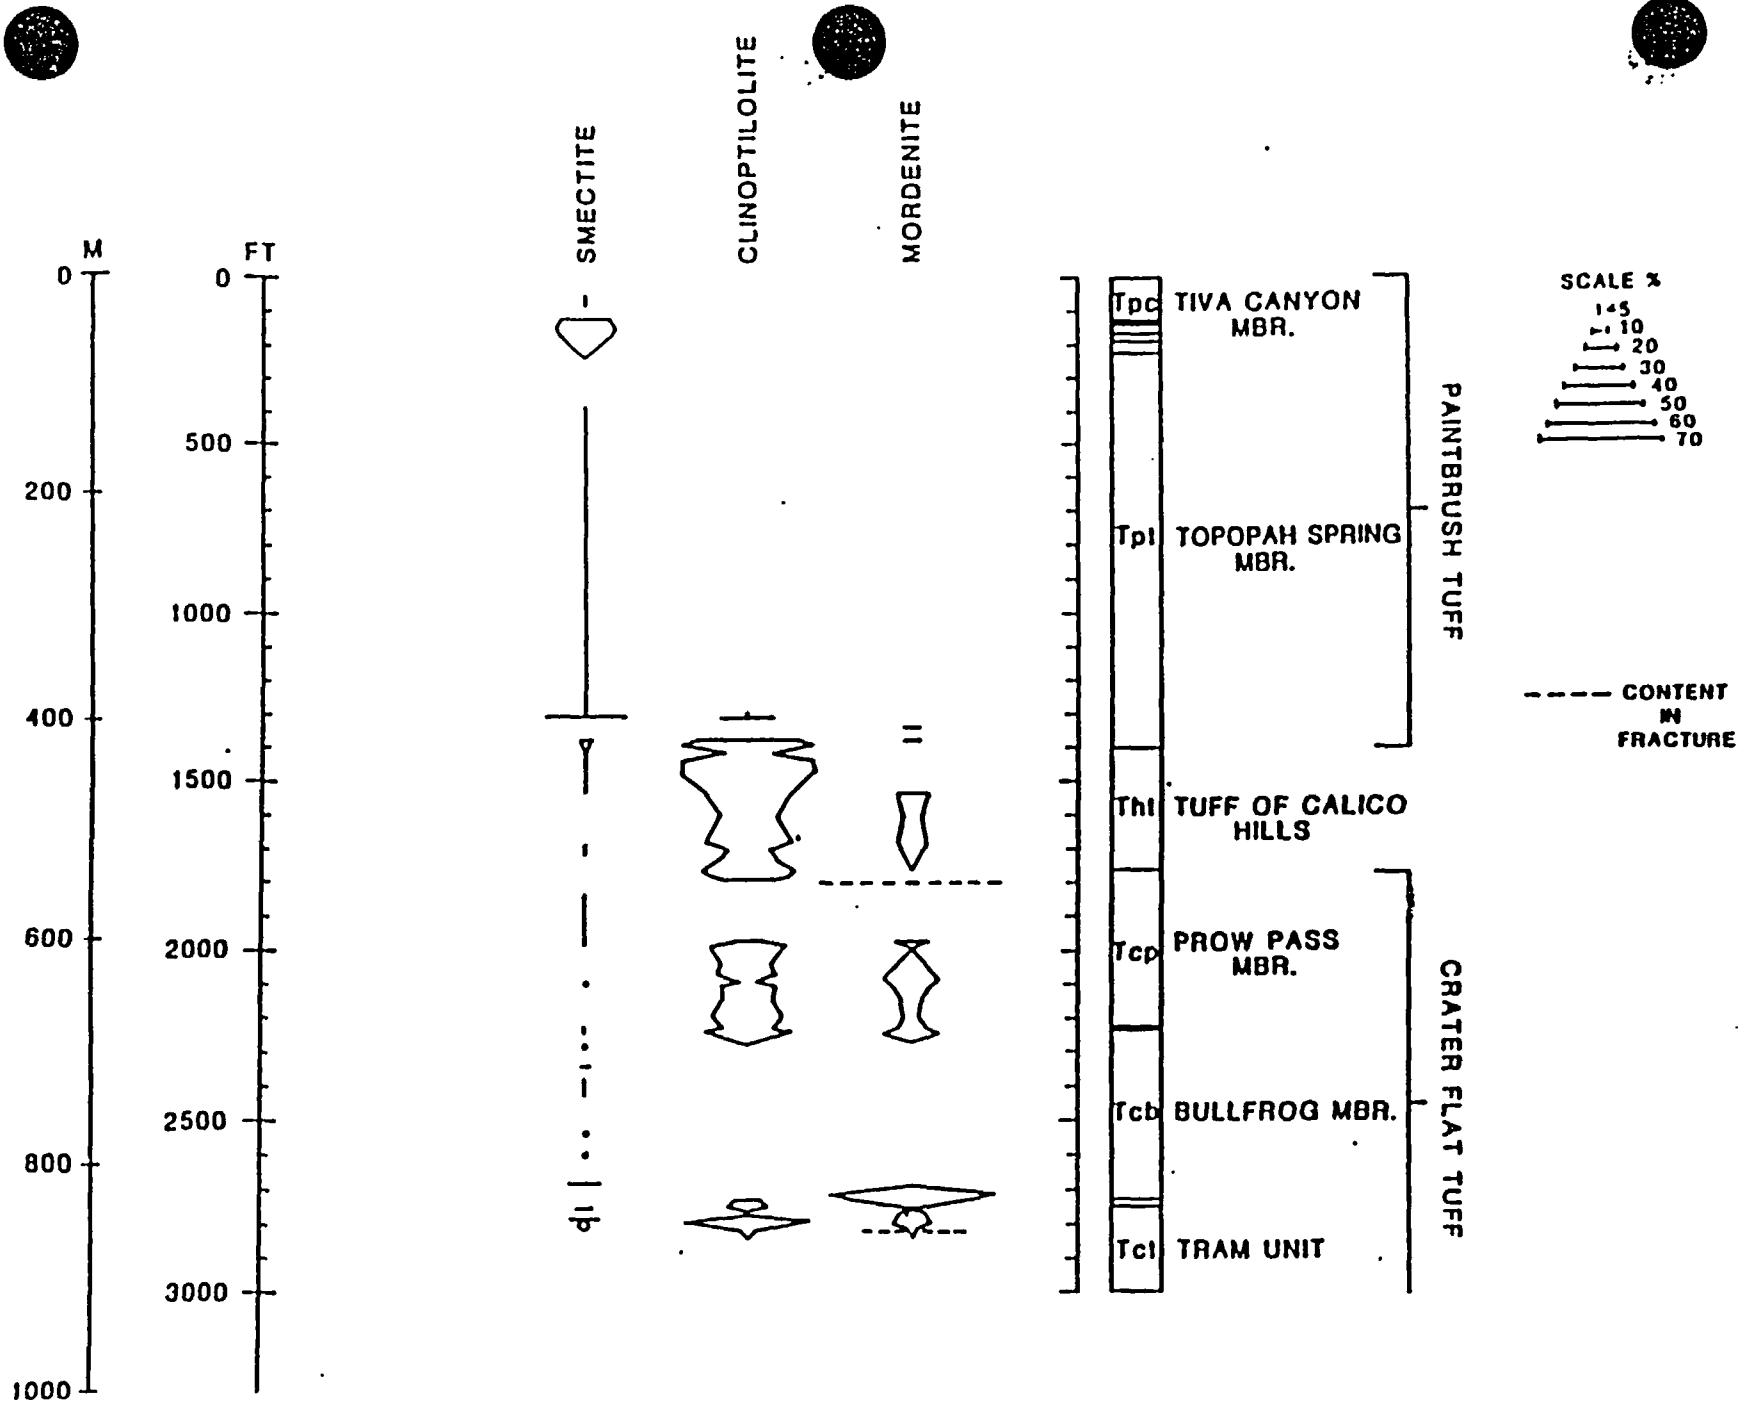 SMECTITE
CLINOPTILOLITE
MORDENITE
M
FT
0
200
400
600
800
1000
0
500
1000
1500
2000
2500
3000
Tpc TIVA CANYON
MBR.
Tpt TOPOPAH SPRING
MBR.
Tht TUFF OF CALICO
HILLS
Tcp PROW PASS
MBR.
Tcb BULLFROG MBR.
Tct TRAM UNIT
PAINTBRUSH TUFF
CRATER FLAT TUFF
SCALE %
<5
10
20
30
40
50
60
70
CONTENT
IN
FRACTURE